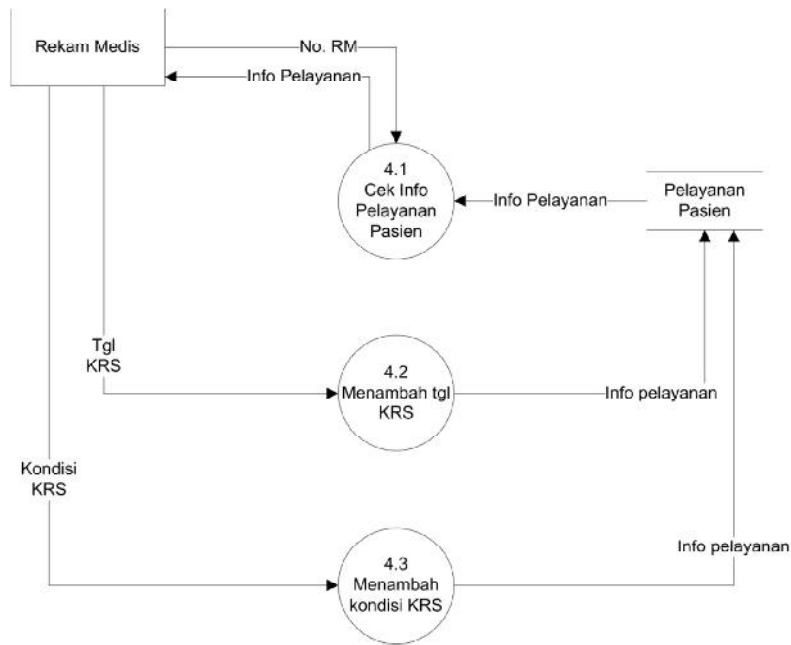 Rekam Medis
No. RM
Info Pelayanan
4.1
Cek Info
Pelayanan
Pasien
Info Pelayanan
Pelayanan
Pasien
Tgl
KRS
4.2
Menambah tgl
KRS
Info pelayanan
Kondisi
KRS
Info pelayanan
4.3
Menambah
kondisi KRS